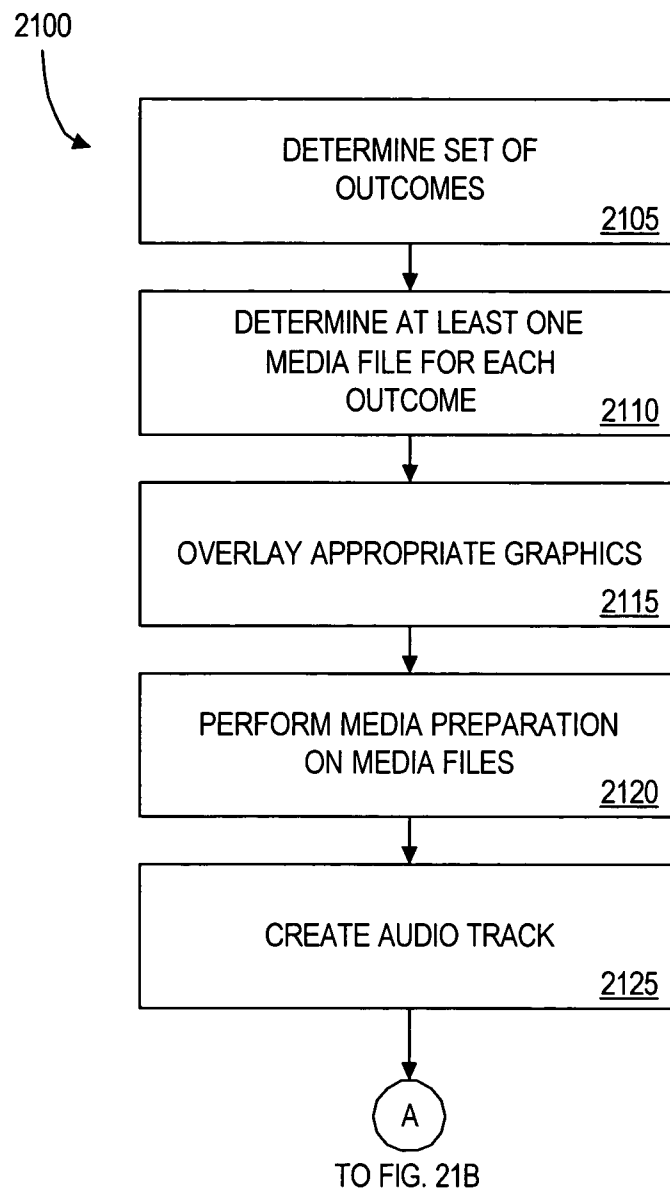 2100
DETERMINE SET OF
OUTCOMES
2105
DETERMINE AT LEAST ONE
MEDIA FILE FOR EACH
OUTCOME
2110
OVERLAY APPROPRIATE GRAPHICS
2115
PERFORM MEDIA PREPARATION
ON MEDIA FILES
2120
CREATE AUDIO TRACK
2125
A
TO FIG. 21B